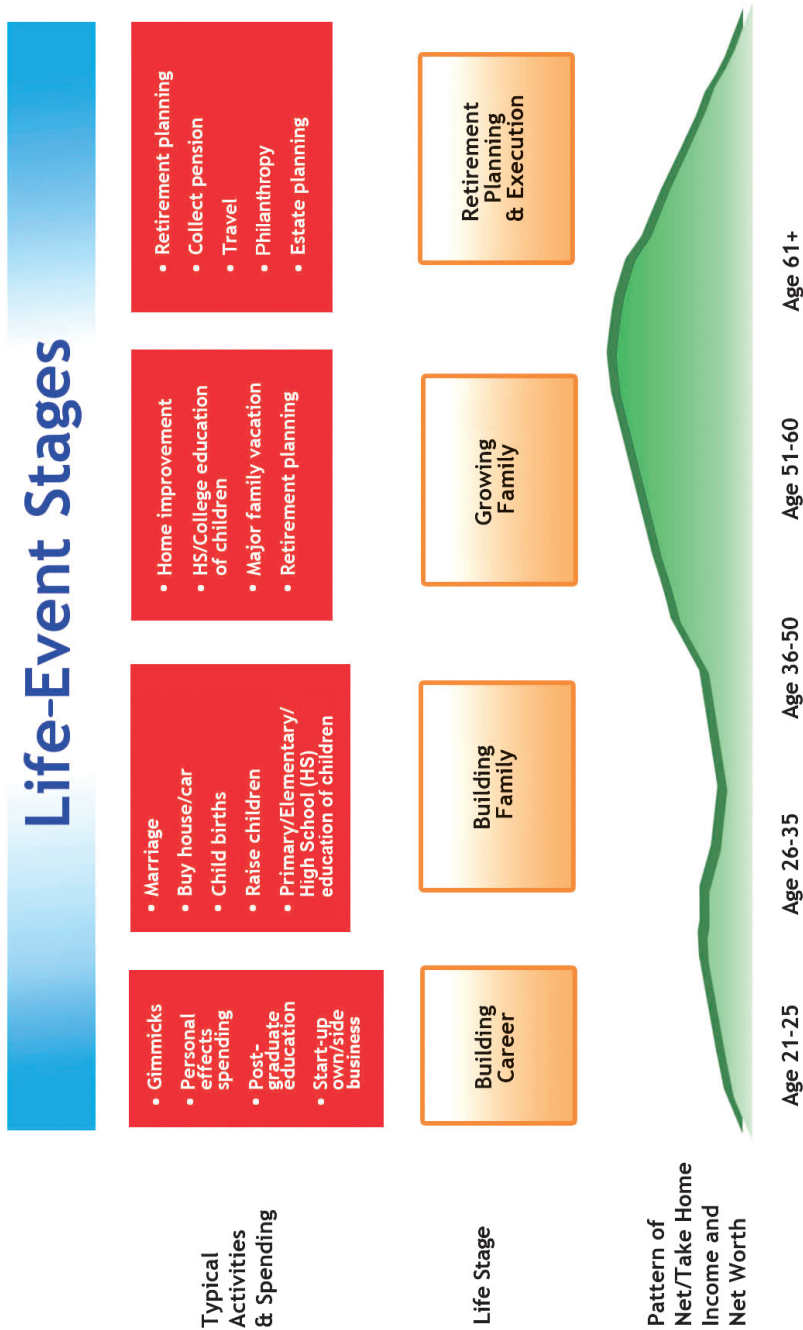 Life-Event Stages
Typical
Activities
& Spending
• Gimmicks
• Personal
effects
spending
• Post-
graduate
education
• Start-up
own/side
business
• Marriage
• Buy house/car
• Child births
• Raise children
• Primary/Elementary/
High School (HS)
education of children
• Home improvement
• HS/College education
of children
• Major family vacation
• Retirement planning
• Retirement planning
• Collect pension
• Travel
• Philanthropy
• Estate planning
Life Stage
Building
Career
Building
Family
Growing
Family
Retirement
Planning
& Execution
Pattern of
Net/Take Home
Income and
Net Worth
Age 21-25
Age 26-35
Age 36-50
Age 51-60
Age 61+